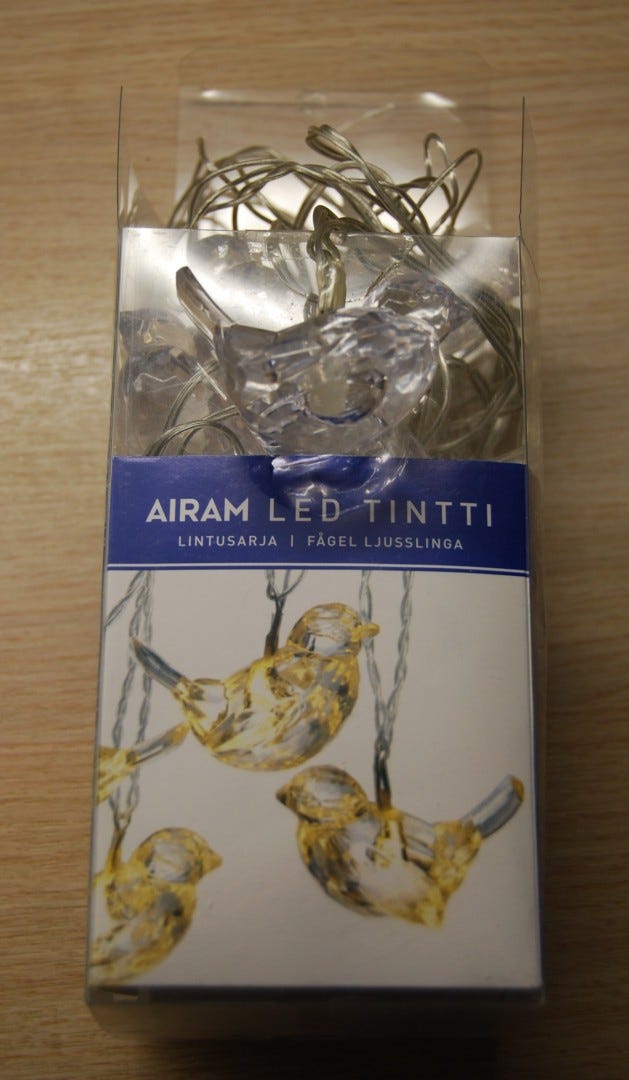 AIRAM LED TINTTI
LINTUSARJA | FÅGEL LJUSSLINGA